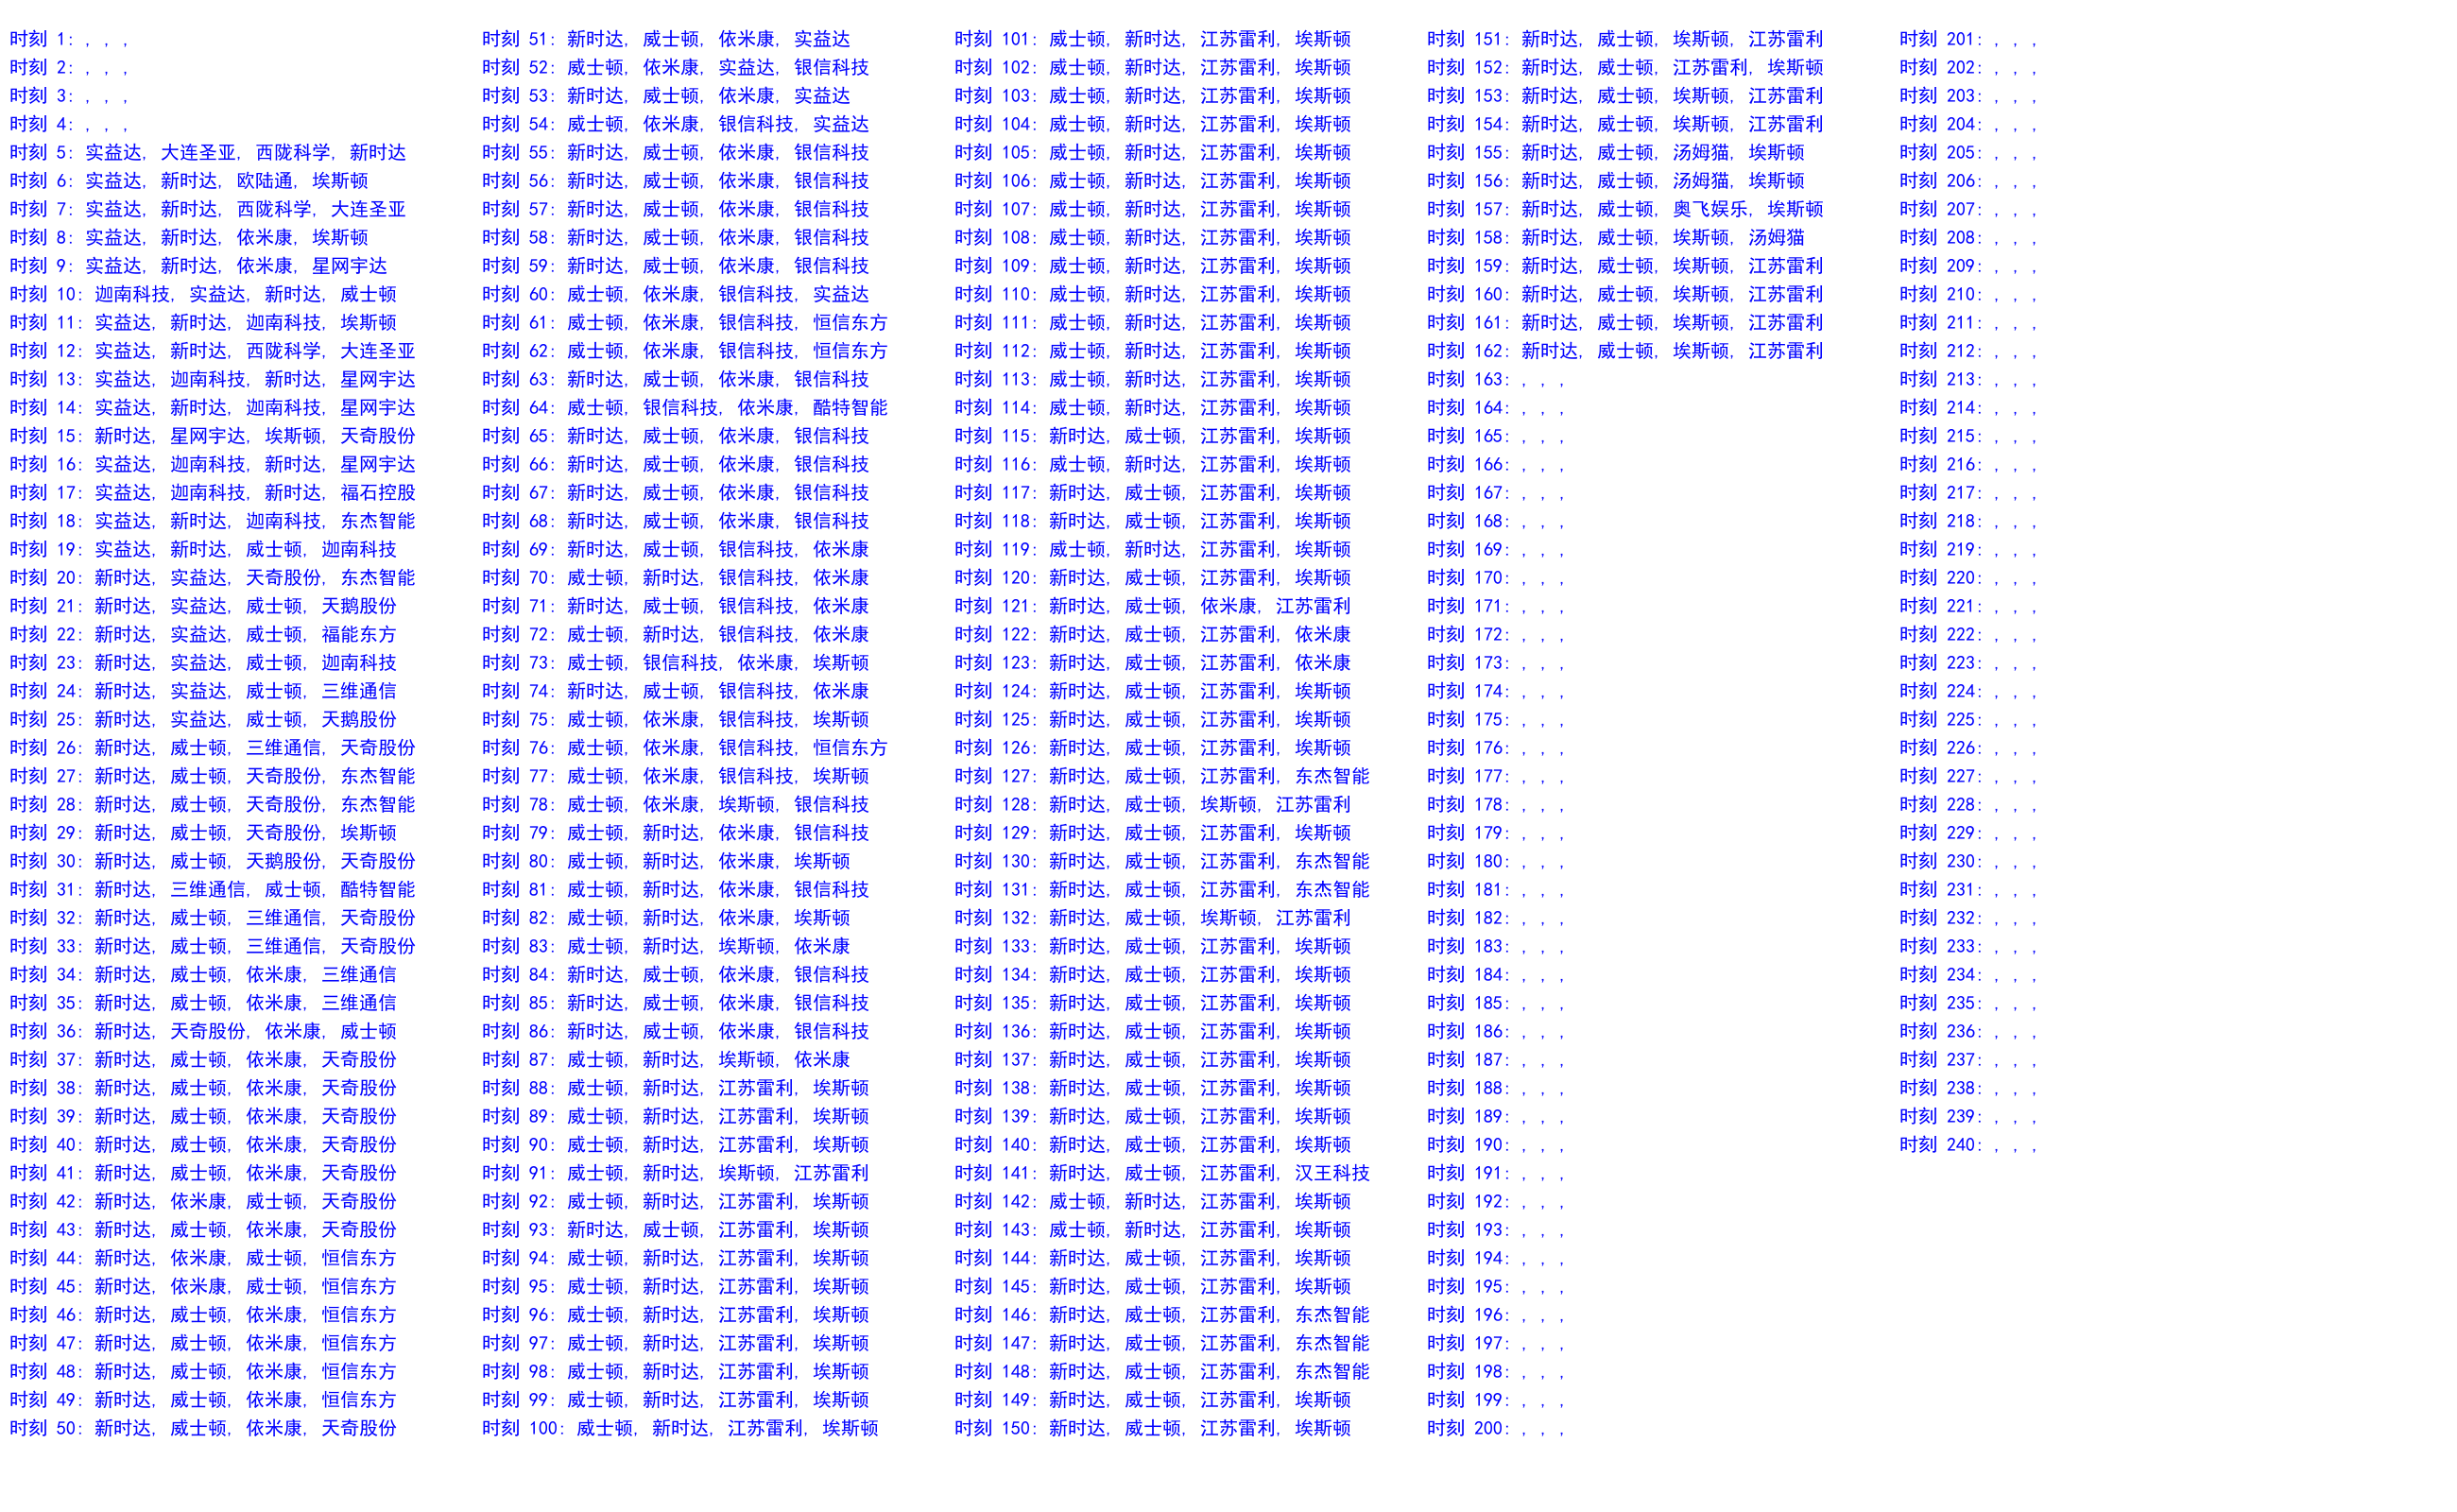 时刻 1: , , ,
时刻 2: , , ,
时刻 3: , , ,
时刻 4: , , ,
时刻 5: 实益达, 大连圣亚, 西陇科学, 新时达
时刻 6: 实益达, 新时达, 欧陆通, 埃斯顿
时刻 7: 实益达, 新时达, 西陇科学, 大连圣亚
时刻 8: 实益达, 新时达, 依米康, 埃斯顿
时刻 9: 实益达, 新时达, 依米康, 星网宇达
时刻 10: 迦南科技, 实益达, 新时达, 威士顿
时刻 11: 实益达, 新时达, 迦南科技, 埃斯顿
时刻 12: 实益达, 新时达, 西陇科学, 大连圣亚
时刻 13: 实益达, 迦南科技, 新时达, 星网宇达
时刻 14: 实益达, 新时达, 迦南科技, 星网宇达
时刻 15: 新时达, 星网宇达, 埃斯顿, 天奇股份
时刻 16: 实益达, 迦南科技, 新时达, 星网宇达
时刻 17: 实益达, 迦南科技, 新时达, 福石控股
时刻 18: 实益达, 新时达, 迦南科技, 东杰智能
时刻 19: 实益达, 新时达, 威士顿, 迦南科技
时刻 20: 新时达, 实益达, 天奇股份, 东杰智能
时刻 21: 新时达, 实益达, 威士顿, 天鹅股份
时刻 22: 新时达, 实益达, 威士顿, 福能东方
时刻 23: 新时达, 实益达, 威士顿, 迦南科技
时刻 24: 新时达, 实益达, 威士顿, 三维通信
时刻 25: 新时达, 实益达, 威士顿, 天鹅股份
时刻 26: 新时达, 威士顿, 三维通信, 天奇股份
时刻 27: 新时达, 威士顿, 天奇股份, 东杰智能
时刻 28: 新时达, 威士顿, 天奇股份, 东杰智能
时刻 29: 新时达, 威士顿, 天奇股份, 埃斯顿
时刻 30: 新时达, 威士顿, 天鹅股份, 天奇股份
时刻 31: 新时达, 三维通信, 威士顿, 酷特智能
时刻 32: 新时达, 威士顿, 三维通信, 天奇股份
时刻 33: 新时达, 威士顿, 三维通信, 天奇股份
时刻 34: 新时达, 威士顿, 依米康, 三维通信
时刻 35: 新时达, 威士顿, 依米康, 三维通信
时刻 36: 新时达, 天奇股份, 依米康, 威士顿
时刻 37: 新时达, 威士顿, 依米康, 天奇股份
时刻 38: 新时达, 威士顿, 依米康, 天奇股份
时刻 39: 新时达, 威士顿, 依米康, 天奇股份
时刻 40: 新时达, 威士顿, 依米康, 天奇股份
时刻 41: 新时达, 威士顿, 依米康, 天奇股份
时刻 42: 新时达, 依米康, 威士顿, 天奇股份
时刻 43: 新时达, 威士顿, 依米康, 天奇股份
时刻 44: 新时达, 依米康, 威士顿, 恒信东方
时刻 45: 新时达, 依米康, 威士顿, 恒信东方
时刻 46: 新时达, 威士顿, 依米康, 恒信东方
时刻 47: 新时达, 威士顿, 依米康, 恒信东方
时刻 48: 新时达, 威士顿, 依米康, 恒信东方
时刻 49: 新时达, 威士顿, 依米康, 恒信东方
时刻 50: 新时达, 威士顿, 依米康, 天奇股份
时刻 51: 新时达, 威士顿, 依米康, 实益达
时刻 52: 威士顿, 依米康, 实益达, 银信科技
时刻 53: 新时达, 威士顿, 依米康, 实益达
时刻 54: 威士顿, 依米康, 银信科技, 实益达
时刻 55: 新时达, 威士顿, 依米康, 银信科技
时刻 56: 新时达, 威士顿, 依米康, 银信科技
时刻 57: 新时达, 威士顿, 依米康, 银信科技
时刻 58: 新时达, 威士顿, 依米康, 银信科技
时刻 59: 新时达, 威士顿, 依米康, 银信科技
时刻 60: 威士顿, 依米康, 银信科技, 实益达
时刻 61: 威士顿, 依米康, 银信科技, 恒信东方
时刻 62: 威士顿, 依米康, 银信科技, 恒信东方
时刻 63: 新时达, 威士顿, 依米康, 银信科技
时刻 64: 威士顿, 银信科技, 依米康, 酷特智能
时刻 65: 新时达, 威士顿, 依米康, 银信科技
时刻 66: 新时达, 威士顿, 依米康, 银信科技
时刻 67: 新时达, 威士顿, 依米康, 银信科技
时刻 68: 新时达, 威士顿, 依米康, 银信科技
时刻 69: 新时达, 威士顿, 银信科技, 依米康
时刻 70: 威士顿, 新时达, 银信科技, 依米康
时刻 71: 新时达, 威士顿, 银信科技, 依米康
时刻 72: 威士顿, 新时达, 银信科技, 依米康
时刻 73: 威士顿, 银信科技, 依米康, 埃斯顿
时刻 74: 新时达, 威士顿, 银信科技, 依米康
时刻 75: 威士顿, 依米康, 银信科技, 埃斯顿
时刻 76: 威士顿, 依米康, 银信科技, 恒信东方
时刻 77: 威士顿, 依米康, 银信科技, 埃斯顿
时刻 78: 威士顿, 依米康, 埃斯顿, 银信科技
时刻 79: 威士顿, 新时达, 依米康, 银信科技
时刻 80: 威士顿, 新时达, 依米康, 埃斯顿
时刻 81: 威士顿, 新时达, 依米康, 银信科技
时刻 82: 威士顿, 新时达, 依米康, 埃斯顿
时刻 83: 威士顿, 新时达, 埃斯顿, 依米康
时刻 84: 新时达, 威士顿, 依米康, 银信科技
时刻 85: 新时达, 威士顿, 依米康, 银信科技
时刻 86: 新时达, 威士顿, 依米康, 银信科技
时刻 87: 威士顿, 新时达, 埃斯顿, 依米康
时刻 88: 威士顿, 新时达, 江苏雷利, 埃斯顿
时刻 89: 威士顿, 新时达, 江苏雷利, 埃斯顿
时刻 90: 威士顿, 新时达, 江苏雷利, 埃斯顿
时刻 91: 威士顿, 新时达, 埃斯顿, 江苏雷利
时刻 92: 威士顿, 新时达, 江苏雷利, 埃斯顿
时刻 93: 新时达, 威士顿, 江苏雷利, 埃斯顿
时刻 94: 威士顿, 新时达, 江苏雷利, 埃斯顿
时刻 95: 威士顿, 新时达, 江苏雷利, 埃斯顿
时刻 96: 威士顿, 新时达, 江苏雷利, 埃斯顿
时刻 97: 威士顿, 新时达, 江苏雷利, 埃斯顿
时刻 98: 威士顿, 新时达, 江苏雷利, 埃斯顿
时刻 99: 威士顿, 新时达, 江苏雷利, 埃斯顿
时刻 100: 威士顿, 新时达, 江苏雷利, 埃斯顿
时刻 101: 威士顿, 新时达, 江苏雷利, 埃斯顿
时刻 102: 威士顿, 新时达, 江苏雷利, 埃斯顿
时刻 103: 威士顿, 新时达, 江苏雷利, 埃斯顿
时刻 104: 威士顿, 新时达, 江苏雷利, 埃斯顿
时刻 105: 威士顿, 新时达, 江苏雷利, 埃斯顿
时刻 106: 威士顿, 新时达, 江苏雷利, 埃斯顿
时刻 107: 威士顿, 新时达, 江苏雷利, 埃斯顿
时刻 108: 威士顿, 新时达, 江苏雷利, 埃斯顿
时刻 109: 威士顿, 新时达, 江苏雷利, 埃斯顿
时刻 110: 威士顿, 新时达, 江苏雷利, 埃斯顿
时刻 111: 威士顿, 新时达, 江苏雷利, 埃斯顿
时刻 112: 威士顿, 新时达, 江苏雷利, 埃斯顿
时刻 113: 威士顿, 新时达, 江苏雷利, 埃斯顿
时刻 114: 威士顿, 新时达, 江苏雷利, 埃斯顿
时刻 115: 新时达, 威士顿, 江苏雷利, 埃斯顿
时刻 116: 威士顿, 新时达, 江苏雷利, 埃斯顿
时刻 117: 新时达, 威士顿, 江苏雷利, 埃斯顿
时刻 118: 新时达, 威士顿, 江苏雷利, 埃斯顿
时刻 119: 威士顿, 新时达, 江苏雷利, 埃斯顿
时刻 120: 新时达, 威士顿, 江苏雷利, 埃斯顿
时刻 121: 新时达, 威士顿, 依米康, 江苏雷利
时刻 122: 新时达, 威士顿, 江苏雷利, 依米康
时刻 123: 新时达, 威士顿, 江苏雷利, 依米康
时刻 124: 新时达, 威士顿, 江苏雷利, 埃斯顿
时刻 125: 新时达, 威士顿, 江苏雷利, 埃斯顿
时刻 126: 新时达, 威士顿, 江苏雷利, 埃斯顿
时刻 127: 新时达, 威士顿, 江苏雷利, 东杰智能
时刻 128: 新时达, 威士顿, 埃斯顿, 江苏雷利
时刻 129: 新时达, 威士顿, 江苏雷利, 埃斯顿
时刻 130: 新时达, 威士顿, 江苏雷利, 东杰智能
时刻 131: 新时达, 威士顿, 江苏雷利, 东杰智能
时刻 132: 新时达, 威士顿, 埃斯顿, 江苏雷利
时刻 133: 新时达, 威士顿, 江苏雷利, 埃斯顿
时刻 134: 新时达, 威士顿, 江苏雷利, 埃斯顿
时刻 135: 新时达, 威士顿, 江苏雷利, 埃斯顿
时刻 136: 新时达, 威士顿, 江苏雷利, 埃斯顿
时刻 137: 新时达, 威士顿, 江苏雷利, 埃斯顿
时刻 138: 新时达, 威士顿, 江苏雷利, 埃斯顿
时刻 139: 新时达, 威士顿, 江苏雷利, 埃斯顿
时刻 140: 新时达, 威士顿, 江苏雷利, 埃斯顿
时刻 141: 新时达, 威士顿, 江苏雷利, 汉王科技
时刻 142: 威士顿, 新时达, 江苏雷利, 埃斯顿
时刻 143: 威士顿, 新时达, 江苏雷利, 埃斯顿
时刻 144: 新时达, 威士顿, 江苏雷利, 埃斯顿
时刻 145: 新时达, 威士顿, 江苏雷利, 埃斯顿
时刻 146: 新时达, 威士顿, 江苏雷利, 东杰智能
时刻 147: 新时达, 威士顿, 江苏雷利, 东杰智能
时刻 148: 新时达, 威士顿, 江苏雷利, 东杰智能
时刻 149: 新时达, 威士顿, 江苏雷利, 埃斯顿
时刻 150: 新时达, 威士顿, 江苏雷利, 埃斯顿
时刻 151: 新时达, 威士顿, 埃斯顿, 江苏雷利
时刻 152: 新时达, 威士顿, 江苏雷利, 埃斯顿
时刻 153: 新时达, 威士顿, 埃斯顿, 江苏雷利
时刻 154: 新时达, 威士顿, 埃斯顿, 江苏雷利
时刻 155: 新时达, 威士顿, 汤姆猫, 埃斯顿
时刻 156: 新时达, 威士顿, 汤姆猫, 埃斯顿
时刻 157: 新时达, 威士顿, 奥飞娱乐, 埃斯顿
时刻 158: 新时达, 威士顿, 埃斯顿, 汤姆猫
时刻 159: 新时达, 威士顿, 埃斯顿, 江苏雷利
时刻 160: 新时达, 威士顿, 埃斯顿, 江苏雷利
时刻 161: 新时达, 威士顿, 埃斯顿, 江苏雷利
时刻 162: 新时达, 威士顿, 埃斯顿, 江苏雷利
时刻 163: , , ,
时刻 164: , , ,
时刻 165: , , ,
时刻 166: , , ,
时刻 167: , , ,
时刻 168: , , ,
时刻 169: , , ,
时刻 170: , , ,
时刻 171: , , ,
时刻 172: , , ,
时刻 173: , , ,
时刻 174: , , ,
时刻 175: , , ,
时刻 176: , , ,
时刻 177: , , ,
时刻 178: , , ,
时刻 179: , , ,
时刻 180: , , ,
时刻 181: , , ,
时刻 182: , , ,
时刻 183: , , ,
时刻 184: , , ,
时刻 185: , , ,
时刻 186: , , ,
时刻 187: , , ,
时刻 188: , , ,
时刻 189: , , ,
时刻 190: , , ,
时刻 191: , , ,
时刻 192: , , ,
时刻 193: , , ,
时刻 194: , , ,
时刻 195: , , ,
时刻 196: , , ,
时刻 197: , , ,
时刻 198: , , ,
时刻 199: , , ,
时刻 200: , , ,
时刻 201: , , ,
时刻 202: , , ,
时刻 203: , , ,
时刻 204: , , ,
时刻 205: , , ,
时刻 206: , , ,
时刻 207: , , ,
时刻 208: , , ,
时刻 209: , , ,
时刻 210: , , ,
时刻 211: , , ,
时刻 212: , , ,
时刻 213: , , ,
时刻 214: , , ,
时刻 215: , , ,
时刻 216: , , ,
时刻 217: , , ,
时刻 218: , , ,
时刻 219: , , ,
时刻 220: , , ,
时刻 221: , , ,
时刻 222: , , ,
时刻 223: , , ,
时刻 224: , , ,
时刻 225: , , ,
时刻 226: , , ,
时刻 227: , , ,
时刻 228: , , ,
时刻 229: , , ,
时刻 230: , , ,
时刻 231: , , ,
时刻 232: , , ,
时刻 233: , , ,
时刻 234: , , ,
时刻 235: , , ,
时刻 236: , , ,
时刻 237: , , ,
时刻 238: , , ,
时刻 239: , , ,
时刻 240: , , ,